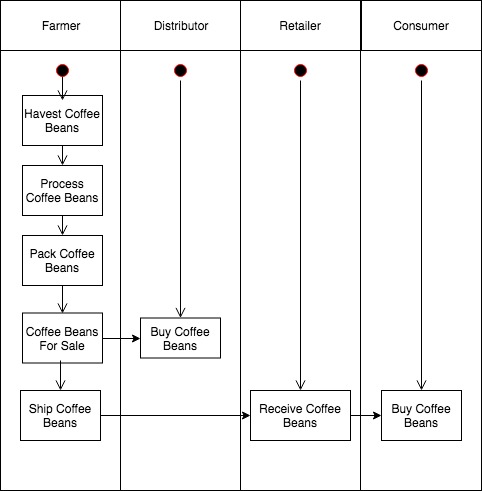 Farmer
Distributor
Retailer
Consumer
Havest Coffee
Beans
Process
Coffee Beans
Pack Coffee
Beans
Coffee Beans
For Sale
Buy Coffee
Beans
Ship Coffee
Beans
Receive Coffee
Beans
Buy Coffee
Beans